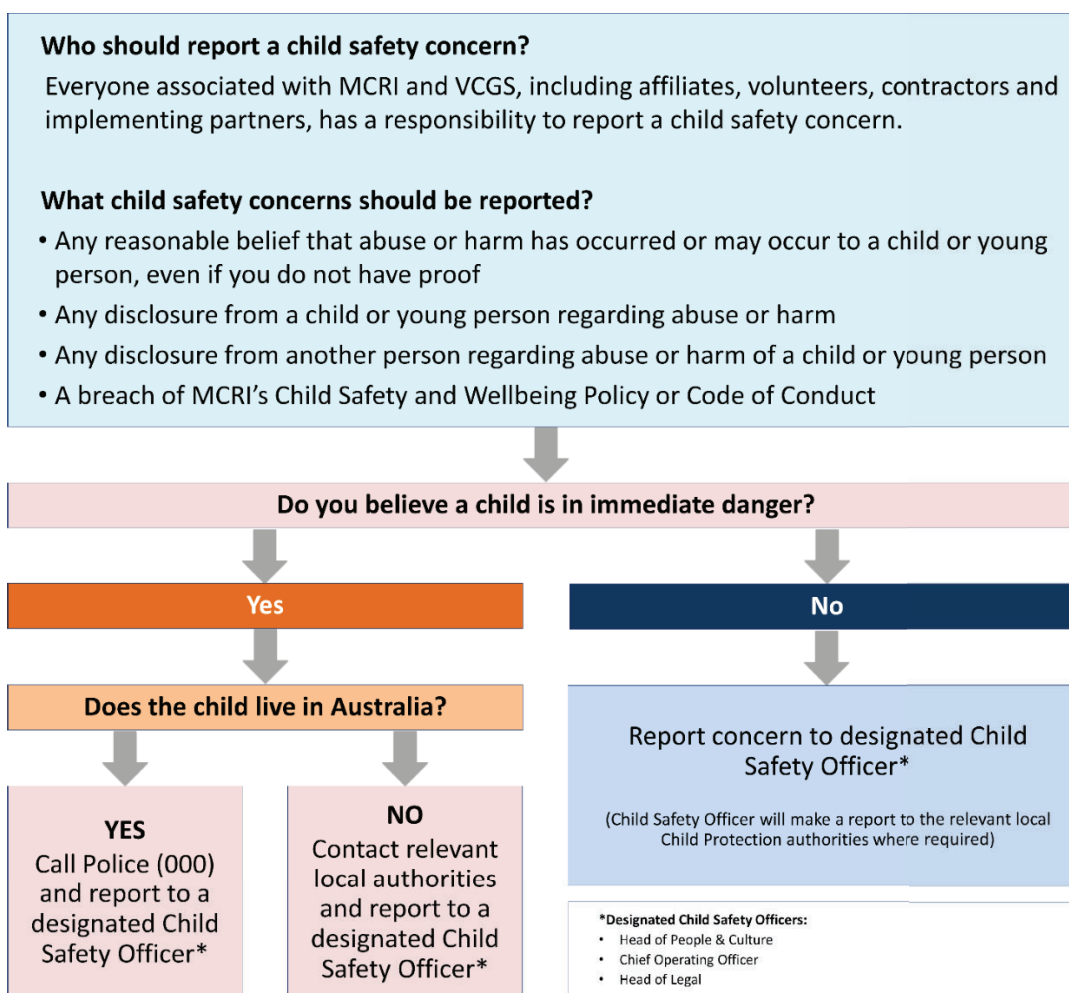 Who should report a child safety concern?
Everyone associated with MCRI and VCGS, including affiliates, volunteers, contractors and
implementing partners, has a responsibility to report a child safety concern.
What child safety concerns should be reported?
• Any reasonable belief that abuse or harm has occurred or may occur to a child or young
person, even if you do not have proof
• Any disclosure from a child or young person regarding abuse or harm
• Any disclosure from another person regarding abuse or harm of a child or young person
• A breach of MCRI's Child Safety and Wellbeing Policy or Code of Conduct
Do you believe a child is in immediate danger?
Yes
No
Does the child live in Australia?
YES
Call Police (000)
and report to a
designated Child
Safety Officer*
NO
Contact relevant
local authorities
and report to a
designated Child
Safety Officer*
Report concern to designated Child
Safety Officer*
(Child Safety Officer will make a report to the relevant local
Child Protection authorities where required)
*Designated Child Safety Officers:
• Head of People & Culture
• Chief Operating Officer
• Head of Legal